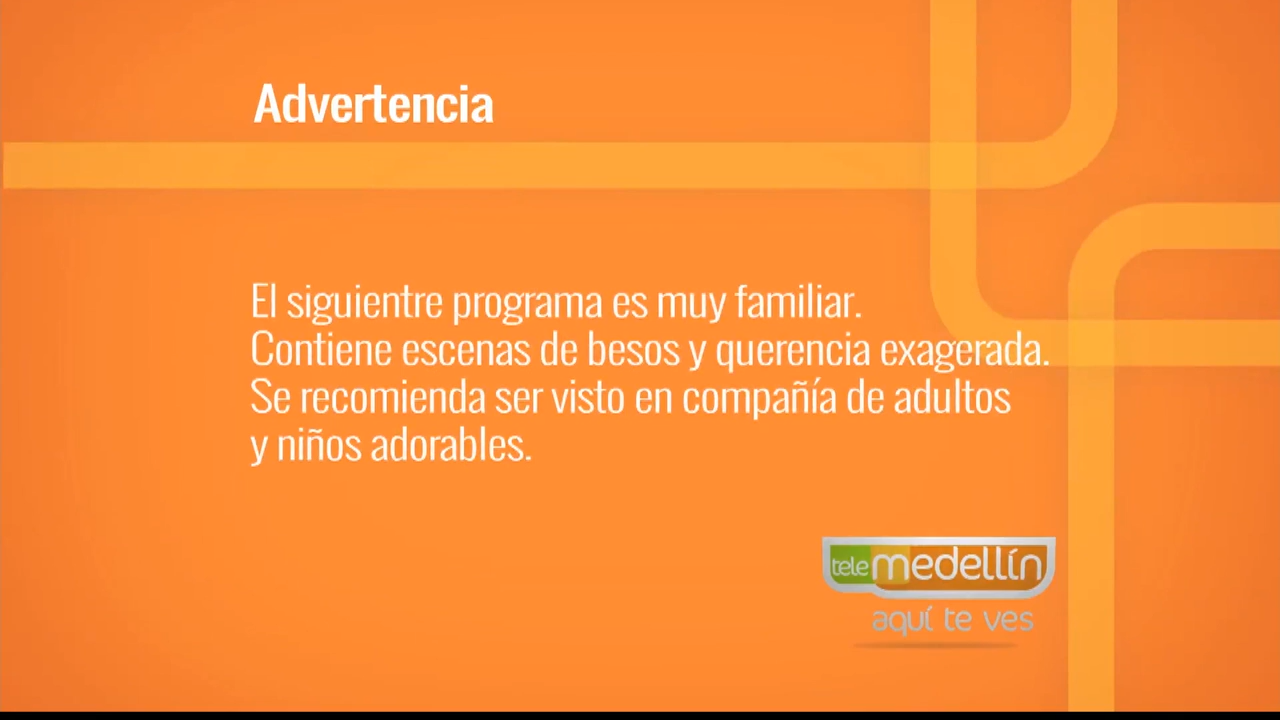 Advertencia
El siguientre programa es muy familiar.
Contiene escenas de besos y querencia exagerada.
Se recomienda ser visto en compañía de adultos
y niños adorables.
tele medellín
aquí te ves